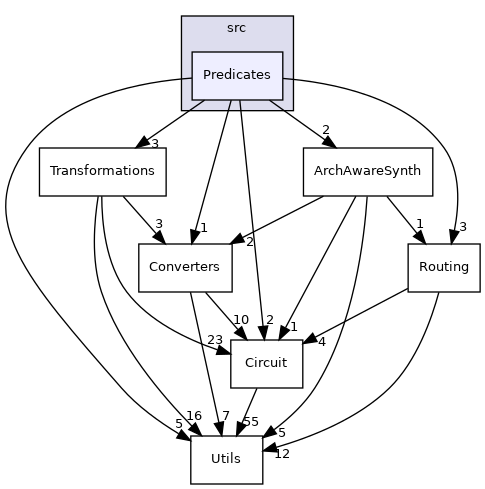 src
Predicates
2
3
Transformations
ArchAwareSynth
3
1
2
1
3
Converters
Routing
10
2
1
4
23
Circuit
16
7
55
5
5
12
Utils